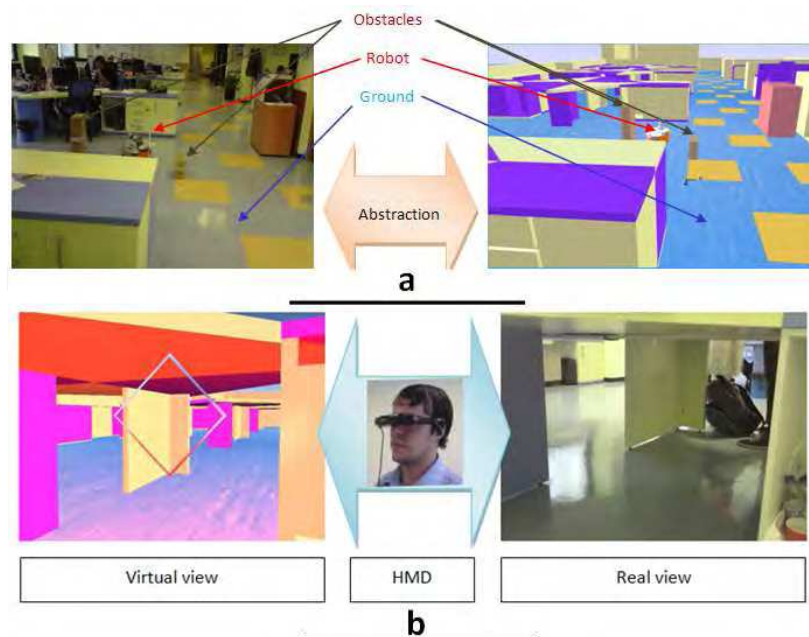 Obstacles
Robot
Ground
Abstraction
a
Virtual view
HMD
Real view
b